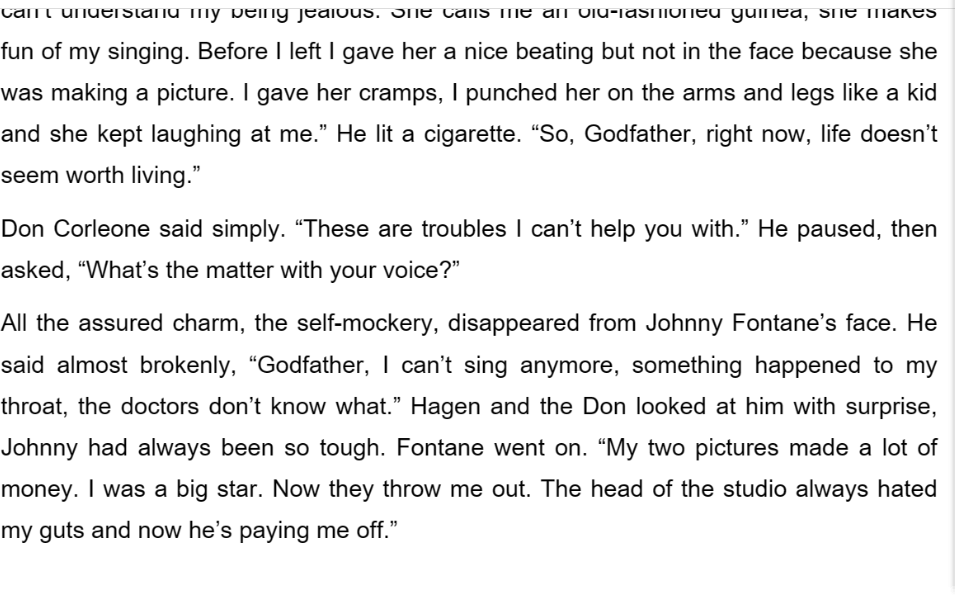 can't understand my being jealous. She calls me an old-fashioned guinea, she makes
fun of my singing. Before I left I gave her a nice beating but not in the face because she
was making a picture. I gave her cramps, I punched her on the arms and legs like a kid
and she kept laughing at me.” He lit a cigarette. “So, Godfather, right now, life doesn’t
seem worth living.”
Don Corleone said simply. “These are troubles I can’t help you with.” He paused, then
asked, “What’s the matter with your voice?”
All the assured charm, the self-mockery, disappeared from Johnny Fontane’s face. He
said almost brokenly, “Godfather, I can’t sing anymore, something happened to my
throat, the doctors don’t know what.” Hagen and the Don looked at him with surprise,
Johnny had always been so tough. Fontane went on. “My two pictures made a lot of
money. I was a big star. Now they throw me out. The head of the studio always hated
my guts and now he’s paying me off.”